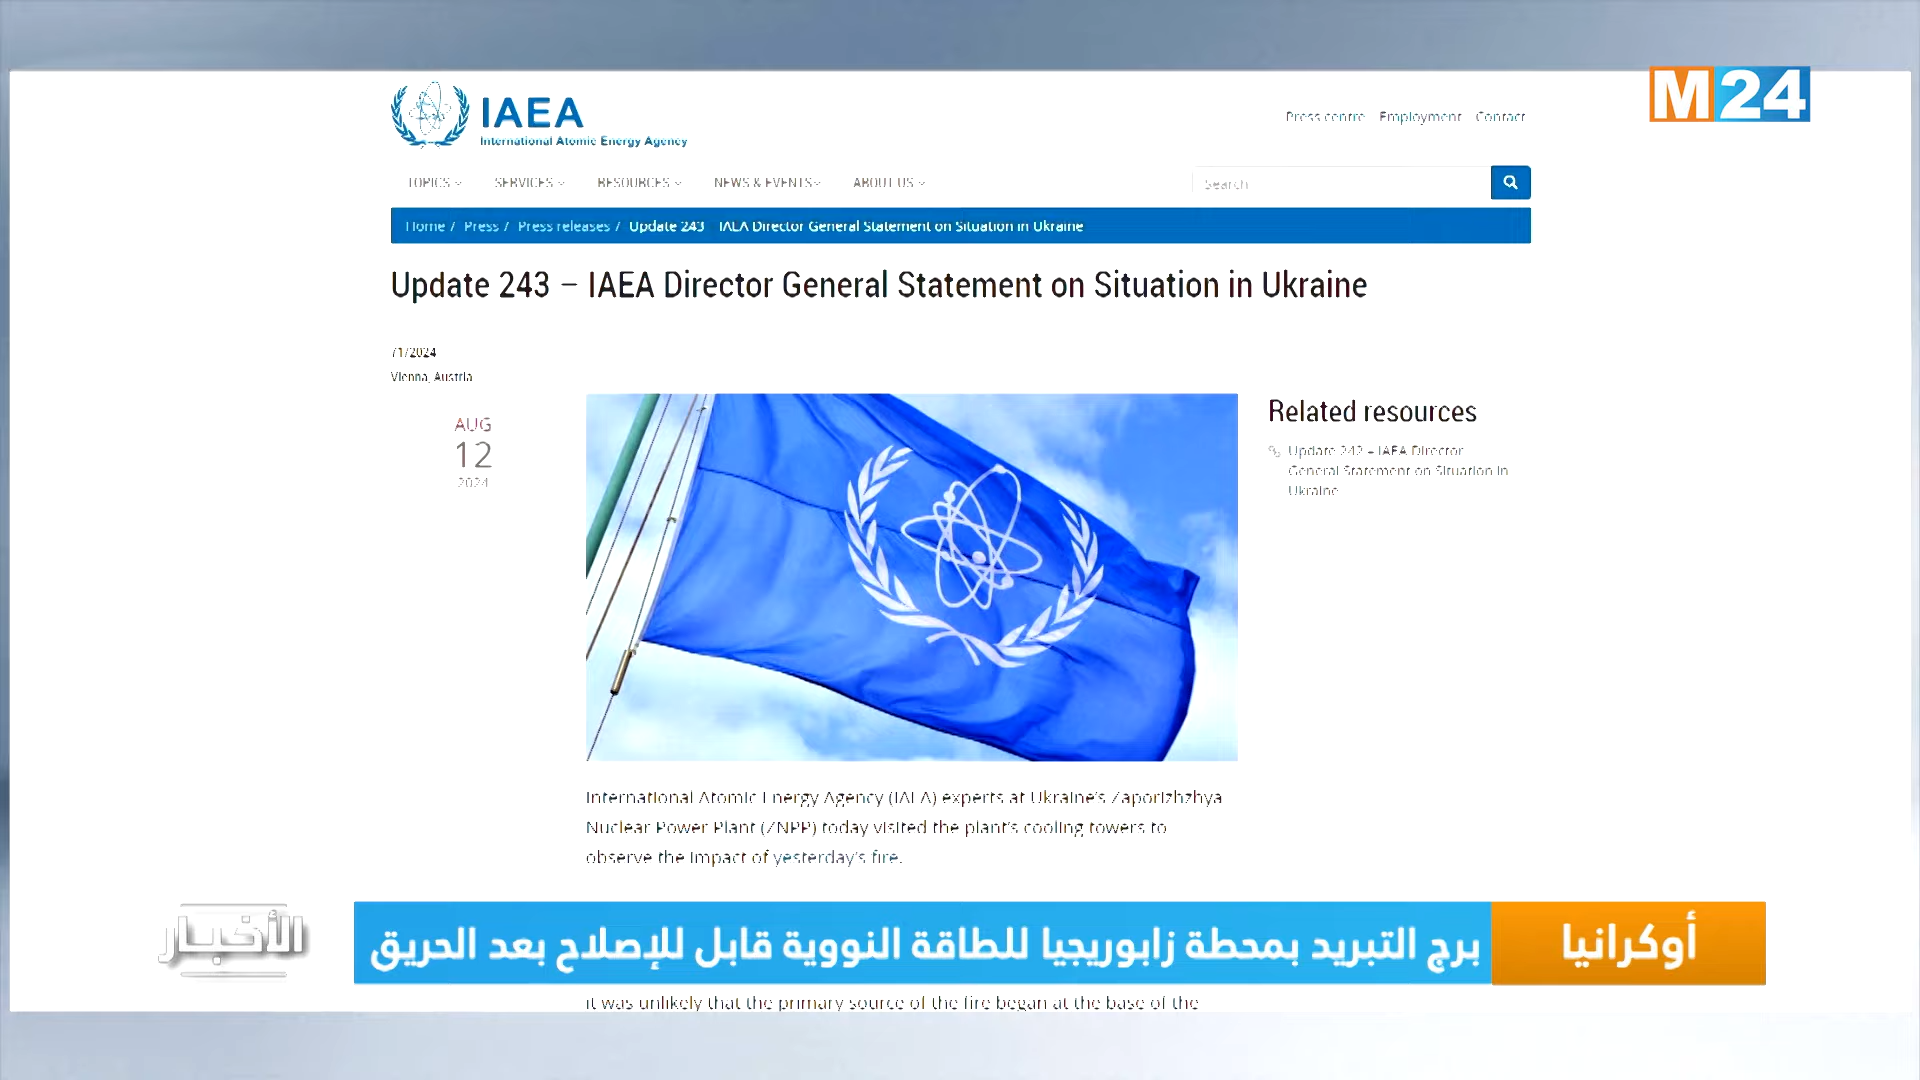 IAEA
International Atomic Energy Agency
Press centre Employment Contact
M24
TOPICS SERVICES RESOURCES NEWS & EVENTS ABOUT US
Search
Home / Press / Press releases / Update 243 – IAEA Director General Statement on Situation in Ukraine
Update 243 – IAEA Director General Statement on Situation in Ukraine
71/2024
Vienna, Austria
AUG
12
2024
Related resources
Update 242 – IAEA Director
General Statement on Situation in
Ukraine
International Atomic Energy Agency (IAEA) experts at Ukraine's Zaporizhzhya
Nuclear Power Plant (ZNPP) today visited the plant's cooling towers to
observe the impact of yesterday's fire.
أوكرانيا
برج التبريد بمحطة زابوريجيا للطاقة النووية قابل للإصلاح بعد الحريق
الأخبار
it was unlikely that the primary source of the fire began at the base of the